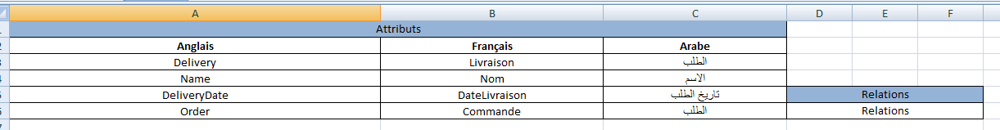 A B C D E F
Attributs
Anglais Français Arabe
Delivery Livraison الطلب
Name Nom الاسم
DeliveryDate DateLivraison تاريخ الطلب Relations
Order Commande الطلب Relations